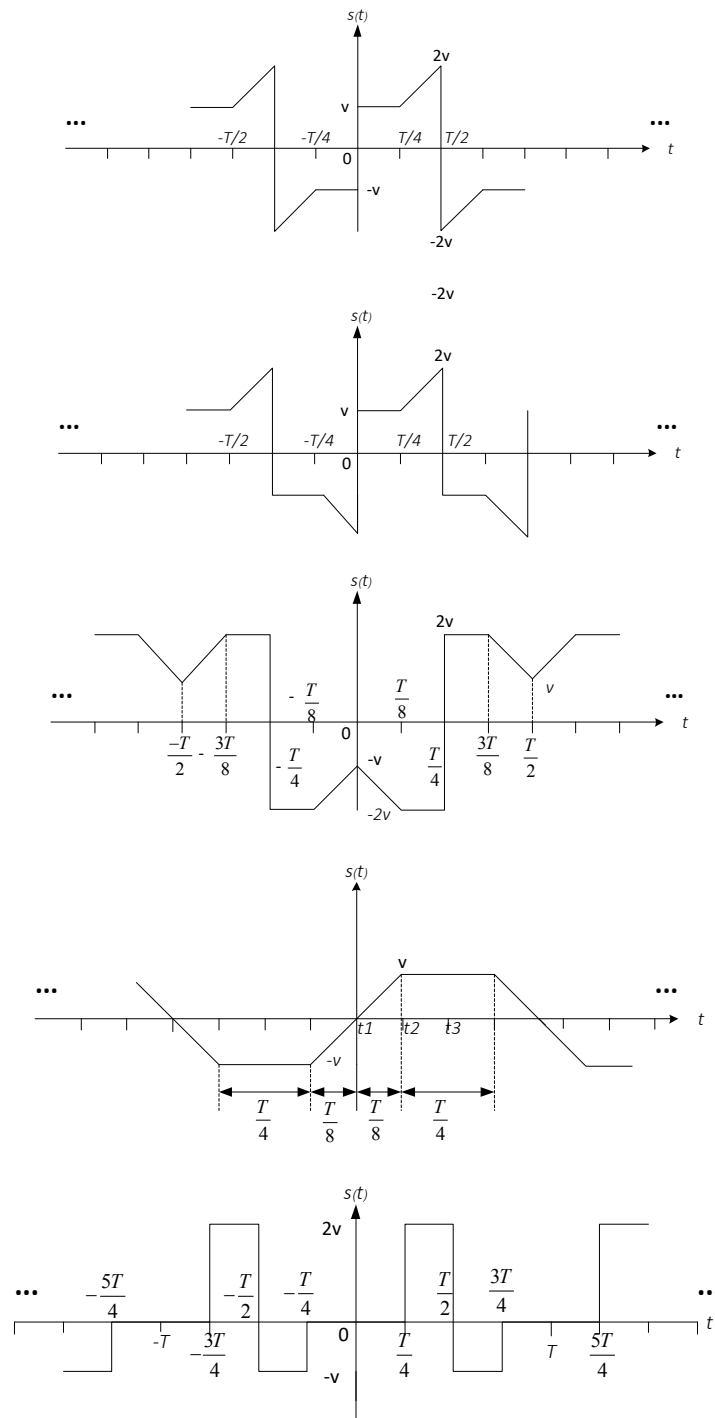 s(t)
2v
v
... -T/2 -T/4 T/4 T/2 ...
0 t
-v
-2v
-2v
s(t)
2v
v
... -T/2 -T/4 T/4 T/2 ...
0 t
s(t)
2v
v
... - T/8 T/8 ...
0 t
-T/2 - 3T/8 - T/4 -v T/4 3T/8 T/2
-2v
s(t)
v
... ...
t1 t2 t3 t
-v
T/4 T/8 T/8 T/4
s(t)
2v
... -5T/4 -T/2 -T/4 T/2 3T/4 ..
0 t
-T -3T/4 T/4 T 5T/4
-v